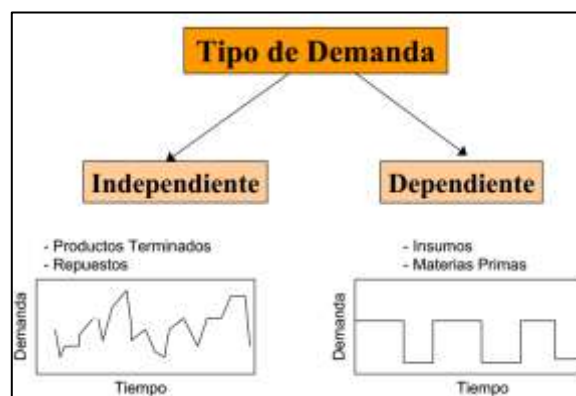 Tipo de Demanda
Independiente
Dependiente
- Productos Terminados
- Repuestos
- Insumos
- Materias Primas
Demanda
Tiempo
Demanda
Tiempo